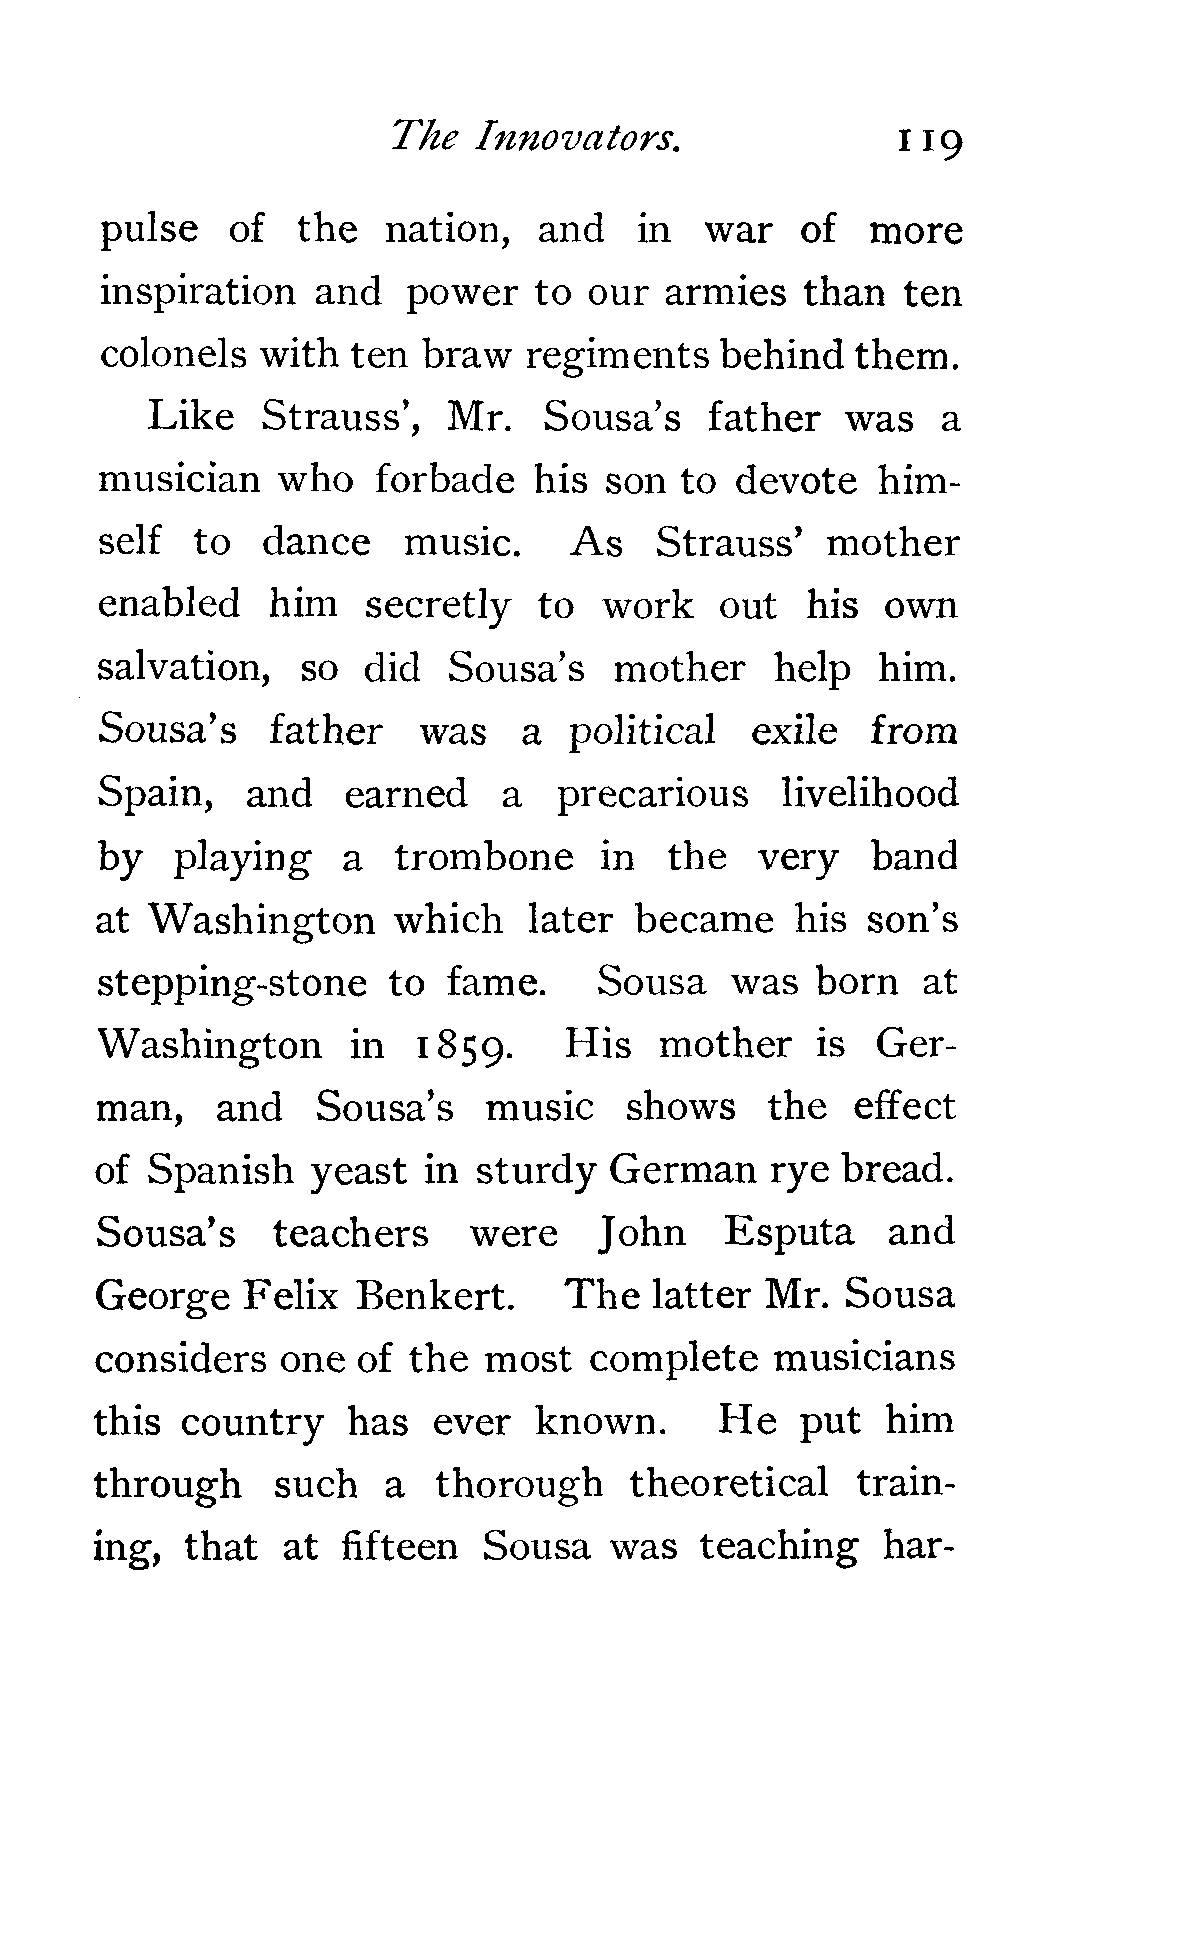 The Innovators. 119
pulse of the nation, and in war of more
inspiration and power to our armies than ten
colonels with ten braw regiments behind them.
Like Strauss', Mr. Sousa's father was a
musician who forbade his son to devote him-
self to dance music. As Strauss' mother
enabled him secretly to work out his own
salvation, so did Sousa's mother help him.
Sousa's father was a political exile from
Spain, and earned a precarious livelihood
by playing a trombone in the very band
at Washington which later became his son's
stepping-stone to fame. Sousa was born at
Washington in 1859. His mother is Ger-
man, and Sousa's music shows the effect
of Spanish yeast in sturdy German rye bread.
Sousa's teachers were John Esputa and
George Felix Benkert. The latter Mr. Sousa
considers one of the most complete musicians
this country has ever known. He put him
through such a thorough theoretical train-
ing, that at fifteen Sousa was teaching har-